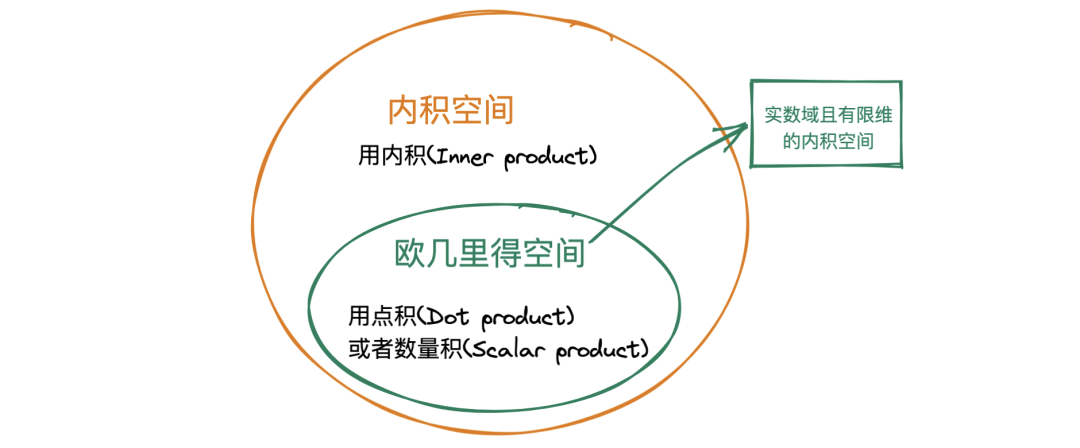 内积空间
用内积(Inner product)
实数域且有限维
的内积空间
欧几里得空间
用点积(Dot product)
或者数量积(Scalar product)